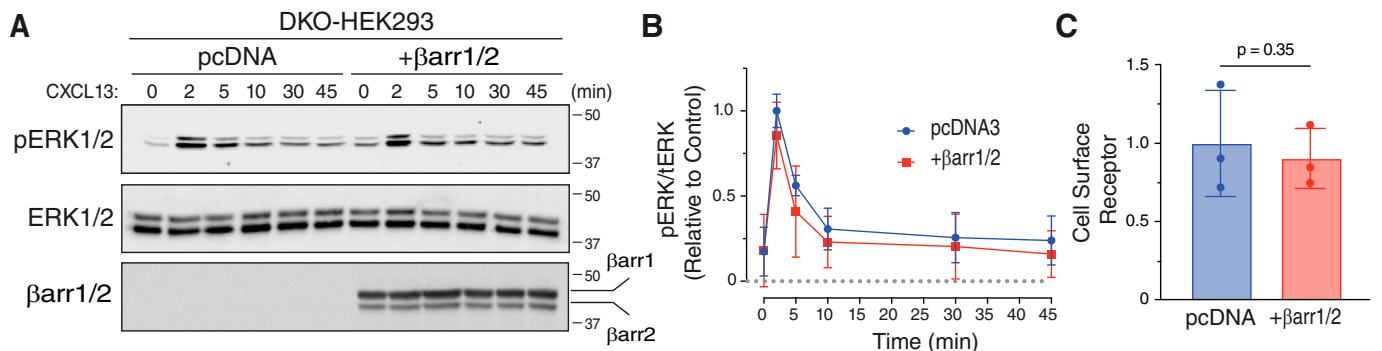 A
DKO-HEK293
pcDNA +βarr1/2
CXCL13: 0 2 5 10 30 45 0 2 5 10 30 45 (min)
pERK1/2
50
37
ERK1/2
50
37
βarr1/2
50
37
βarr1
βarr2
B
pERK/tERK
(Relative to Control)
1.0
0.5
0
pcDNA3
+βarr1/2
0 5 10 15 20 25 30 35 40 45
Time (min)
C
p = 0.35
Cell Surface
Receptor
1.5
1.0
0.5
0
pcDNA +βarr1/2